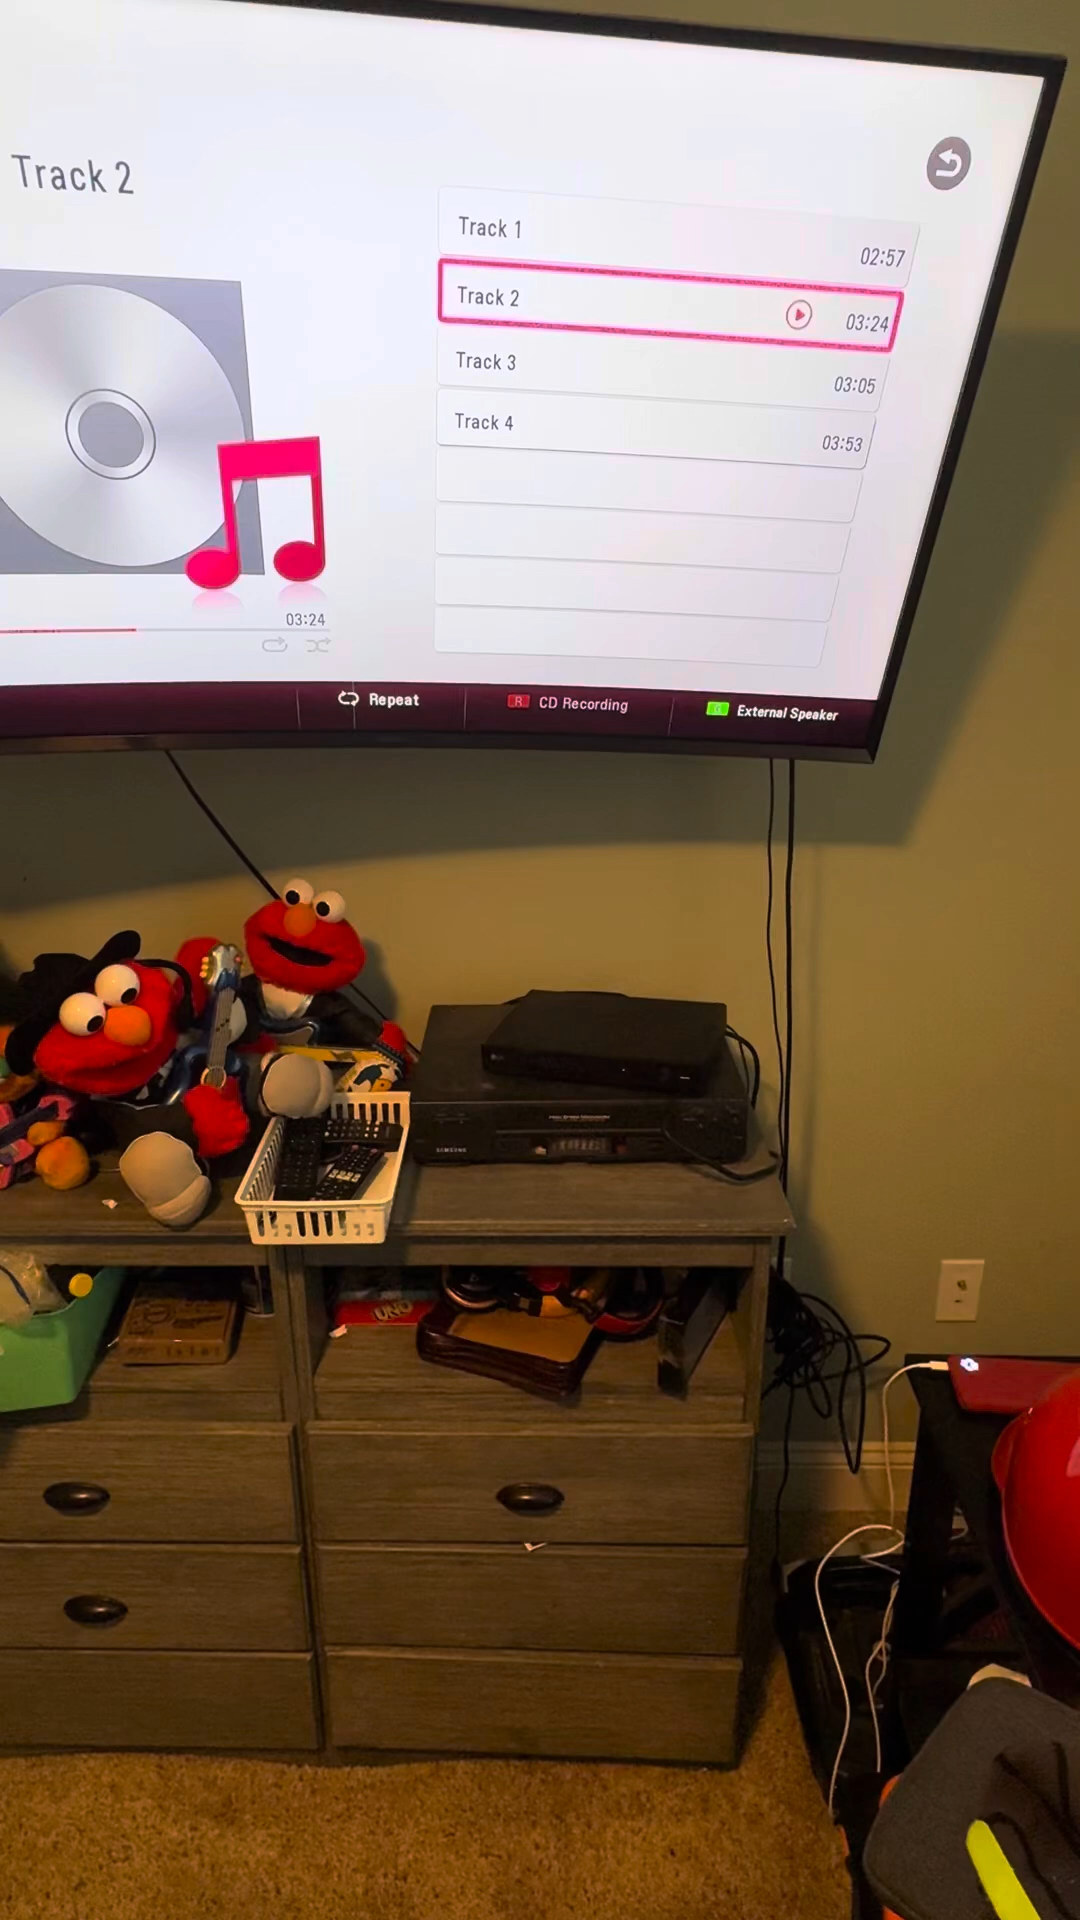 Track 2
Track 1
02:57
Track 2
03:24
Track 3
03:05
Track 4
03:53
03:24
Repeat
R
CD Recording
External Speaker
SAMSUNG
UNO